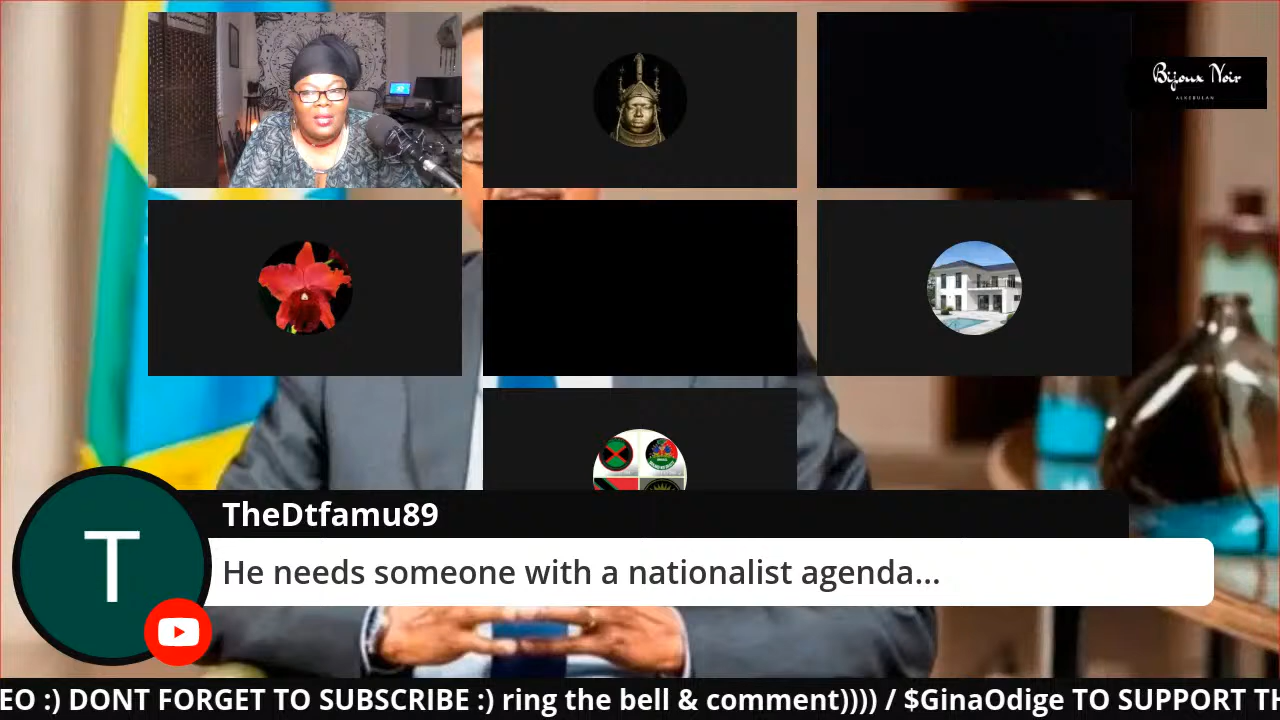 Bijoux Noir
ALKEBULAN
T
TheDtfamu89
He needs someone with a nationalist agenda...
EO :) DONT FORGET TO SUBSCRIBE :) ring the bell & comment)))) / $GinaOdige TO SUPPORT TH